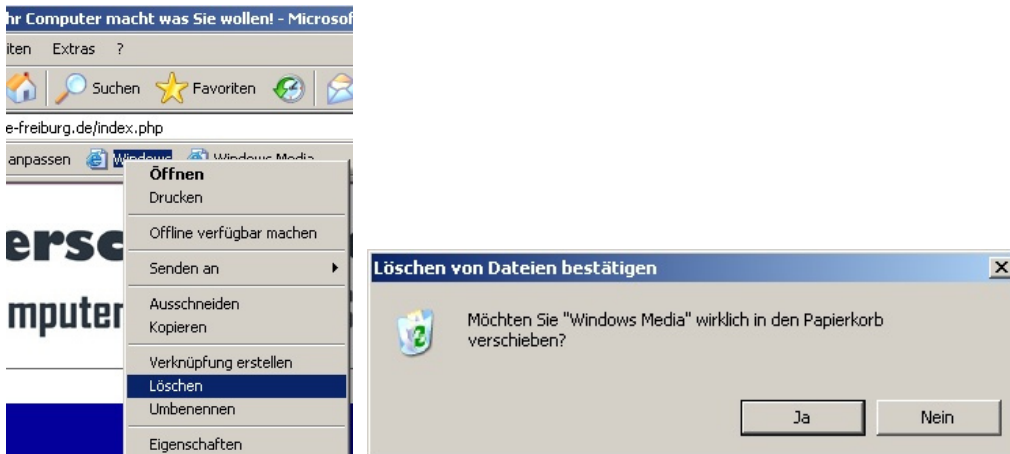 hr Computer macht was Sie wollen! - Microsof
iten Extras ?
Suchen Favoriten
e-freiburg.de/index.php
anpassen Windows Windows Media
Öffnen
Drucken
Offline verfügbar machen
Senden an
Ausschneiden
Kopieren
Verknüpfung erstellen
Löschen
Umbenennen
Eigenschaften
ersc
mputer
Löschen von Dateien bestätigen
Möchten Sie "Windows Media" wirklich in den Papierkorb
verschieben?
Ja Nein